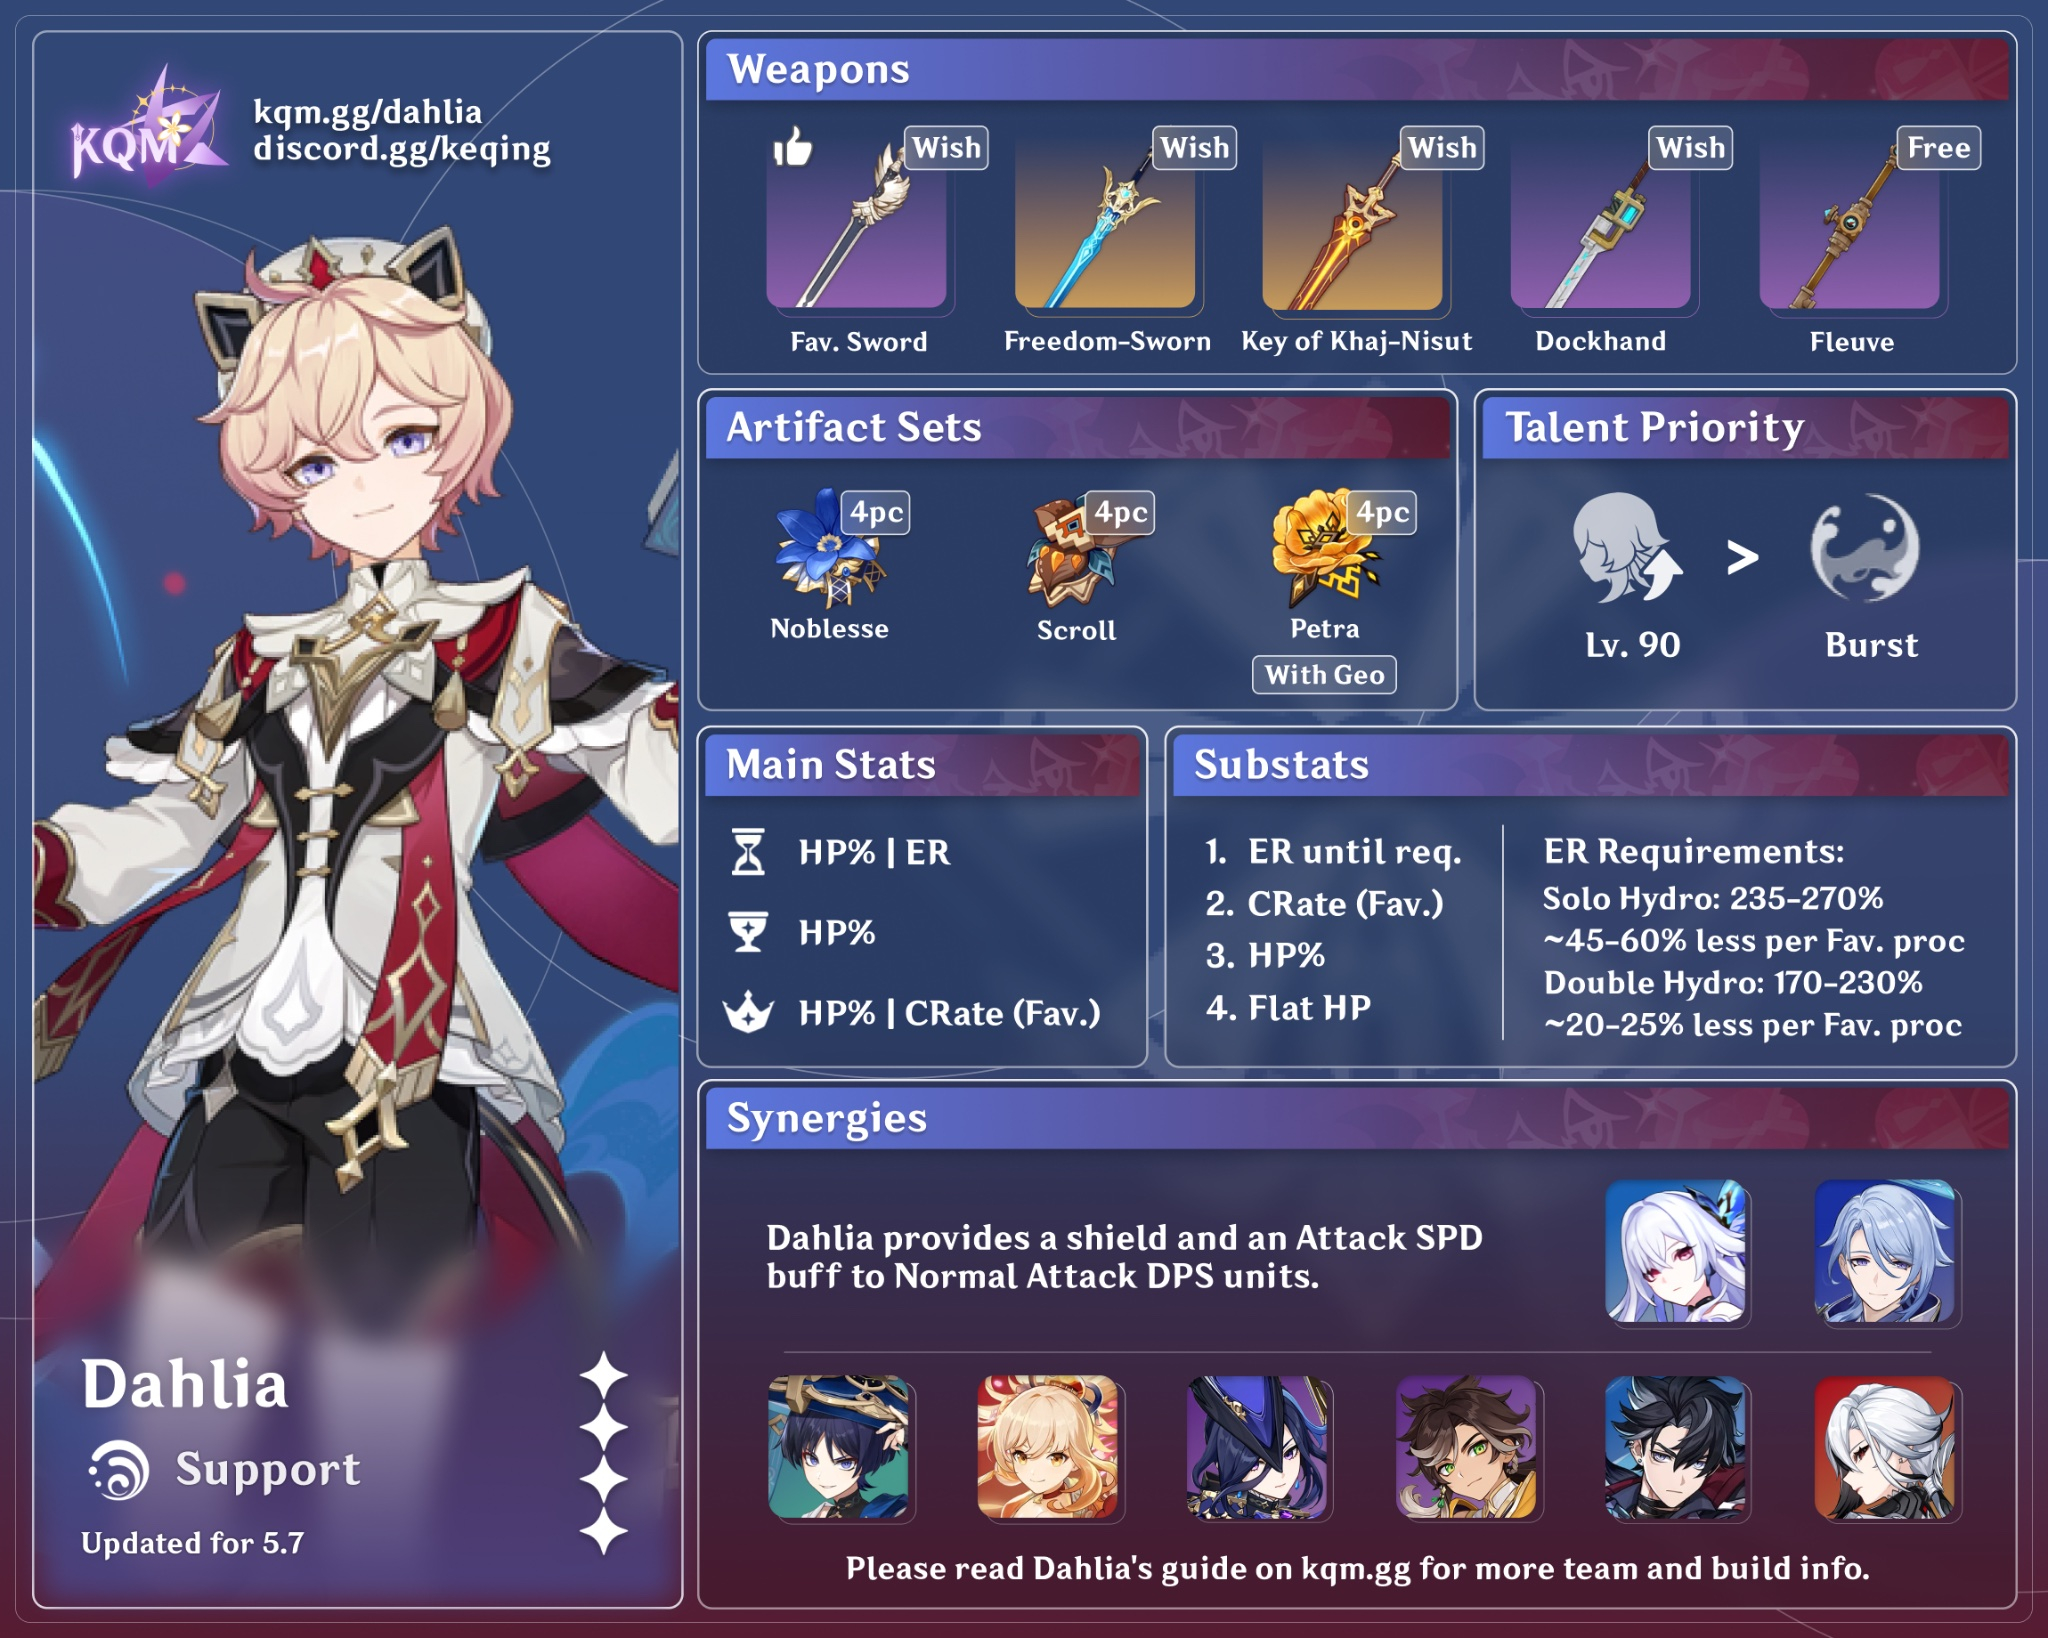 KQM
kqm.gg/dahlia
discord.gg/keqing
Dahlia
Support
Updated for 5.7
Weapons
Wish
Wish
Wish
Wish
Free
Fav. Sword
Freedom-Sworn
Key of Khaj-Nisut
Dockhand
Fleuve
Artifact Sets
4pc
4pc
4pc
Noblesse
Scroll
Petra
With Geo
Talent Priority
>
Lv. 90
Burst
Main Stats
HP% | ER
HP%
HP% | CRate (Fav.)
Substats
1. ER until req.
2. CRate (Fav.)
3. HP%
4. Flat HP
ER Requirements:
Solo Hydro: 235-270%
~45-60% less per Fav. proc
Double Hydro: 170-230%
~20-25% less per Fav. proc
Synergies
Dahlia provides a shield and an Attack SPD
buff to Normal Attack DPS units.
Please read Dahlia's guide on kqm.gg for more team and build info.